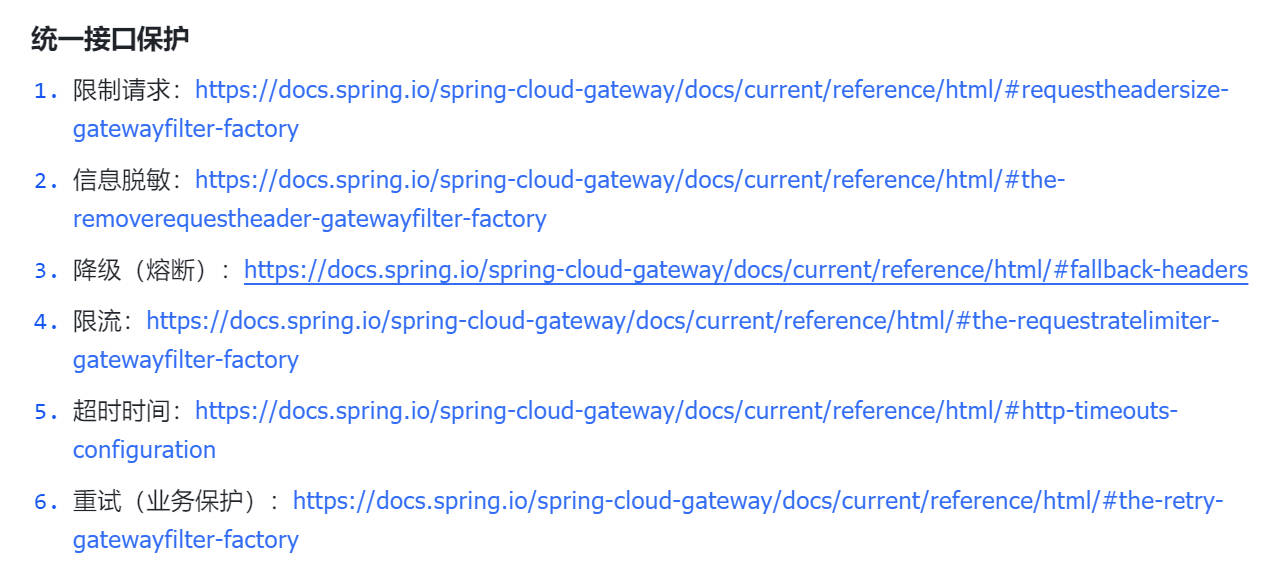 统一接口保护
1. 限制请求：https://docs.spring.io/spring-cloud-gateway/docs/current/reference/html/#requestheadersize-
gatewayfilter-factory
2. 信息脱敏：https://docs.spring.io/spring-cloud-gateway/docs/current/reference/html/#the-
removerequestheader-gatewayfilter-factory
3. 降级（熔断）：https://docs.spring.io/spring-cloud-gateway/docs/current/reference/html/#fallback-headers
4. 限流：https://docs.spring.io/spring-cloud-gateway/docs/current/reference/html/#the-requestratelimiter-
gatewayfilter-factory
5. 超时时间：https://docs.spring.io/spring-cloud-gateway/docs/current/reference/html/#http-timeouts-
configuration
6. 重试（业务保护）：https://docs.spring.io/spring-cloud-gateway/docs/current/reference/html/#the-retry-
gatewayfilter-factory